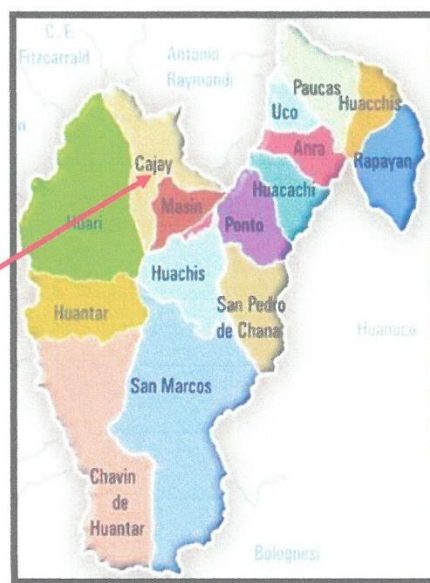 C. E.
Fitzcarrald
Antonio
Raymondi
Paucas
Huacchis
Uco
Anra
Rapayan
Cajay
Huacachi
Masin
Huari
Ponto
Huachis
San Pedro
de Chana
Huantar
Huanuco
San Marcos
Chavin
de
Huantar
Bolognesi